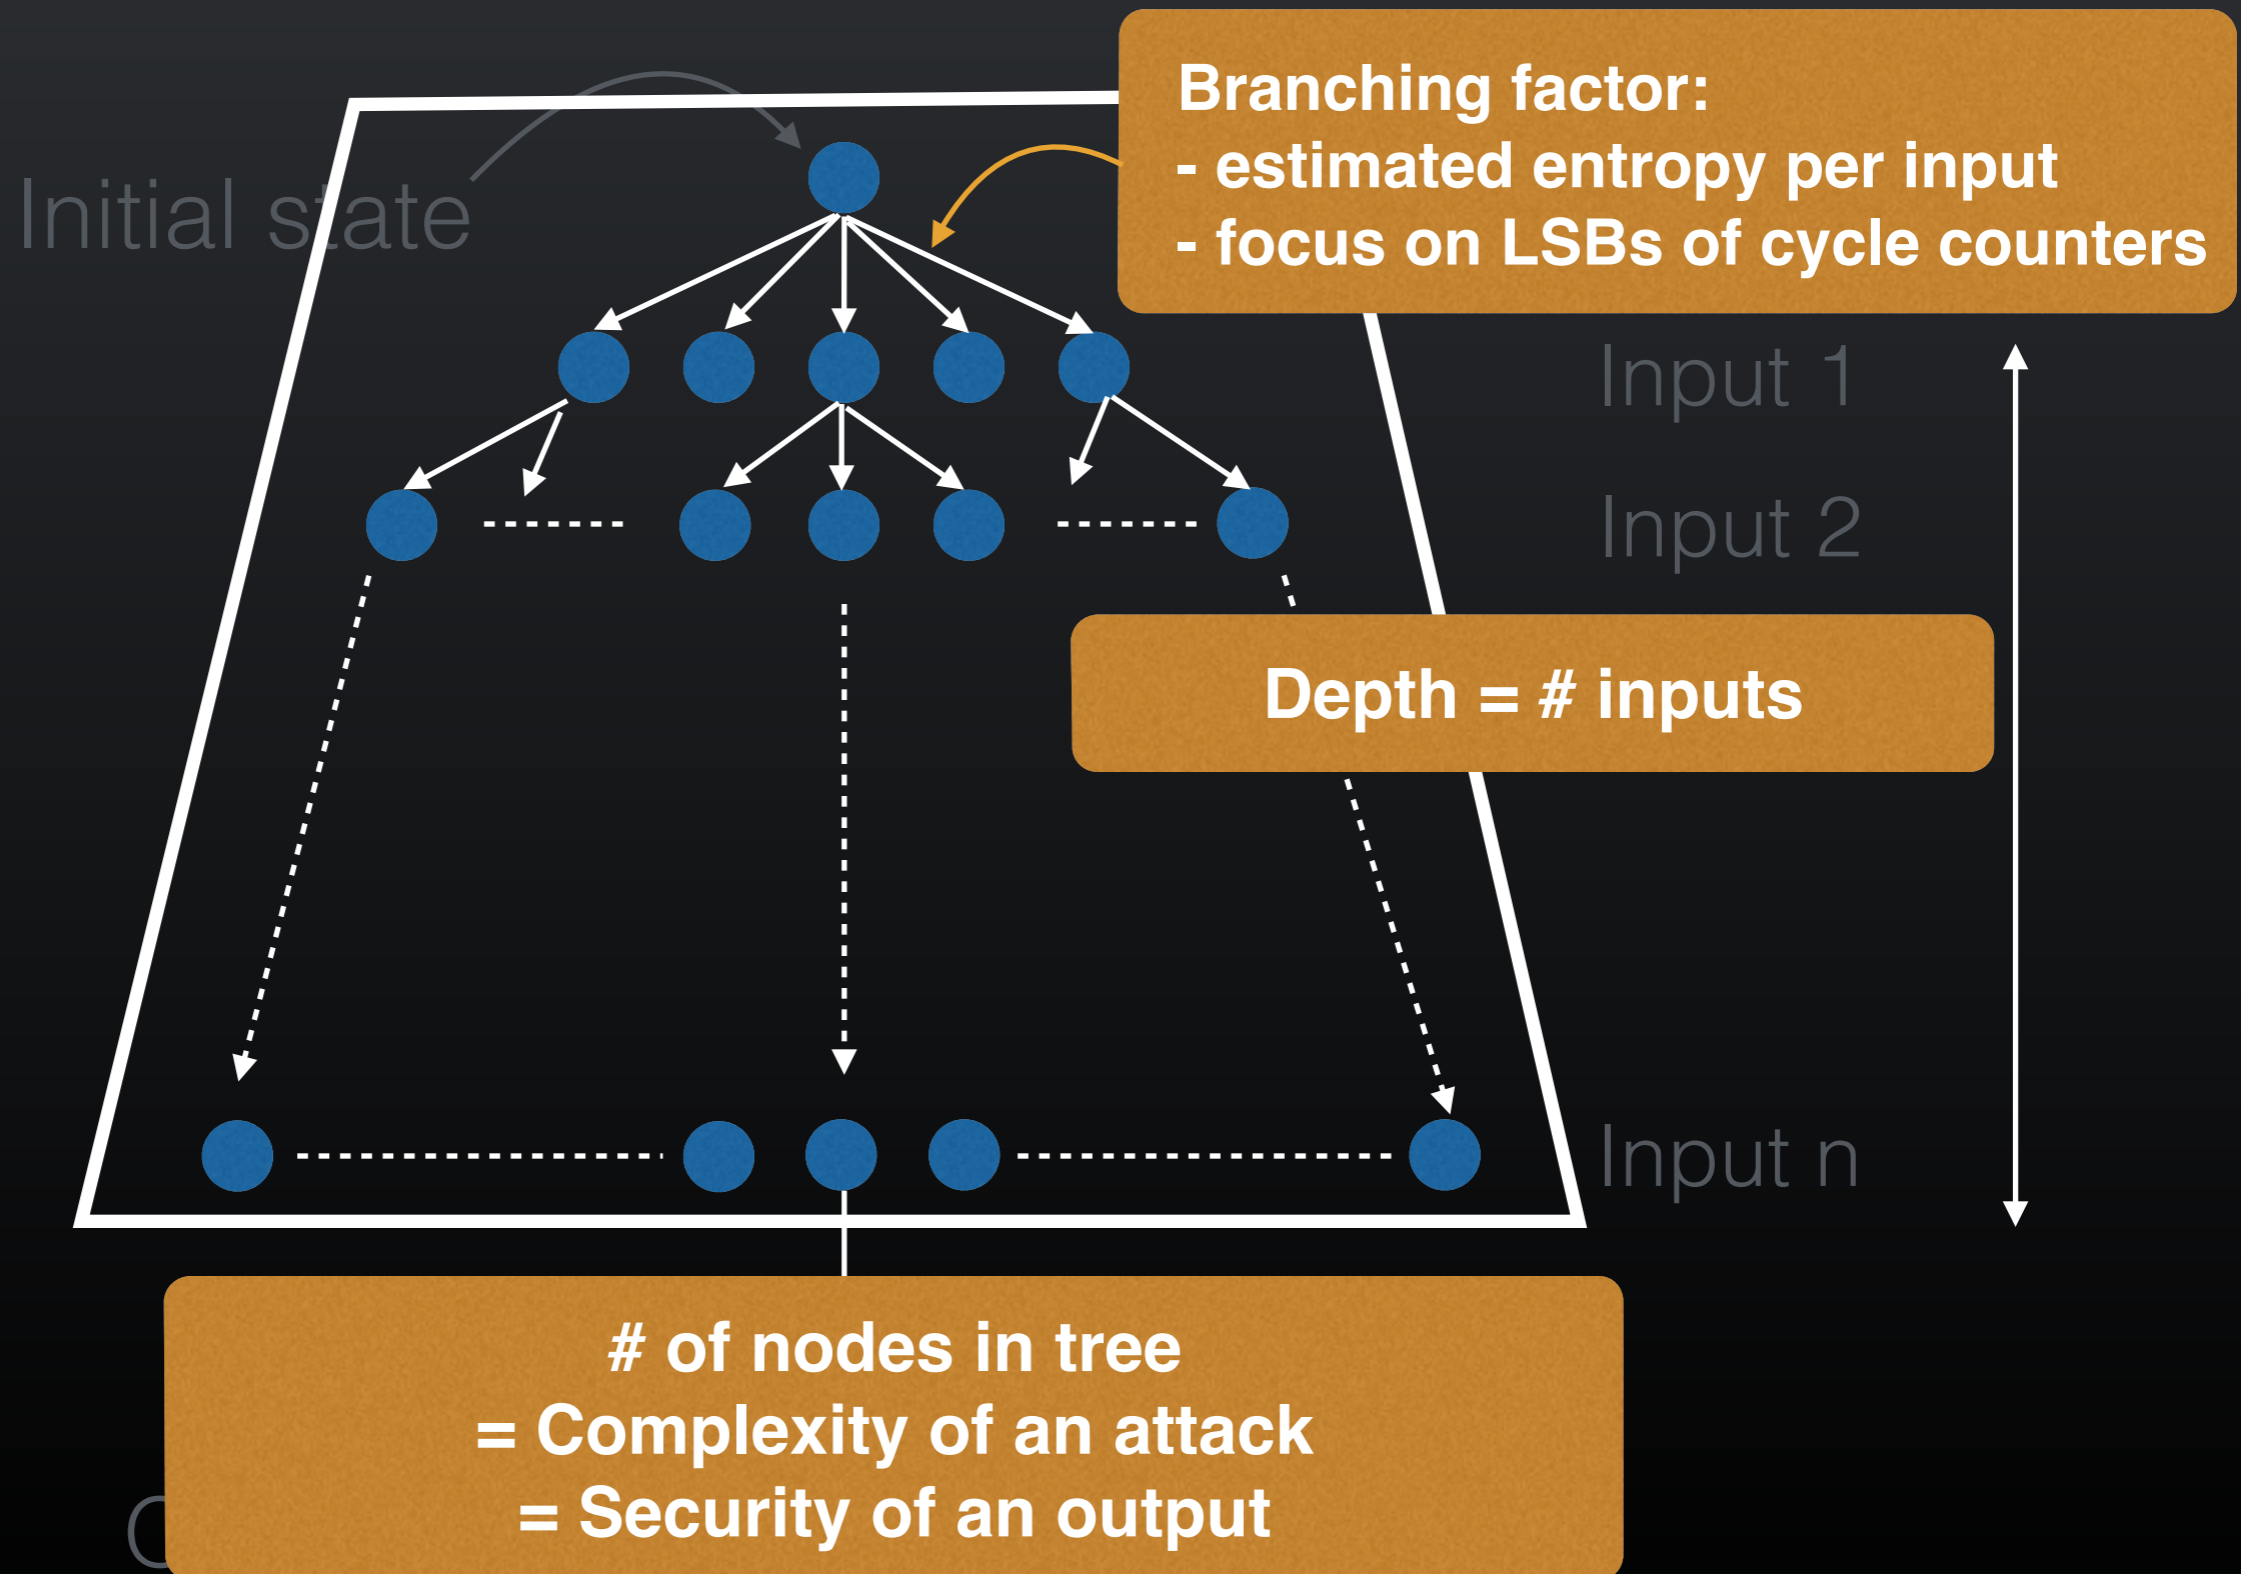 Branching factor:
- estimated entropy per input
- focus on LSBs of cycle counters
Initial state
Input 1
Input 2
Depth = # inputs
Input n
# of nodes in tree
= Complexity of an attack
= Security of an output